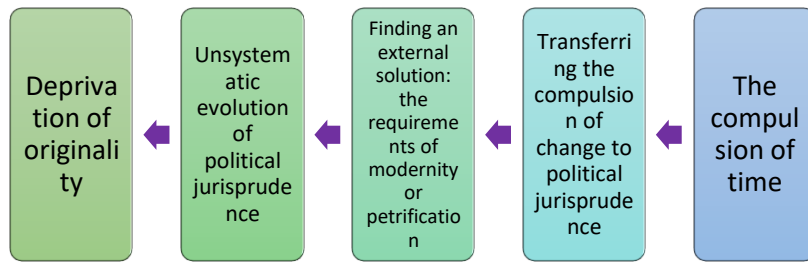 Depriva
tion of
originali
ty
Unsystem
atic
evolution
of
political
jurisprude
nce
Finding an
external
solution:
the
requireme
nts of
modernity
or
petrificatio
n
Transferri
ng the
compulsio
n of
change to
political
jurisprude
nce
The
compul
sion of
time